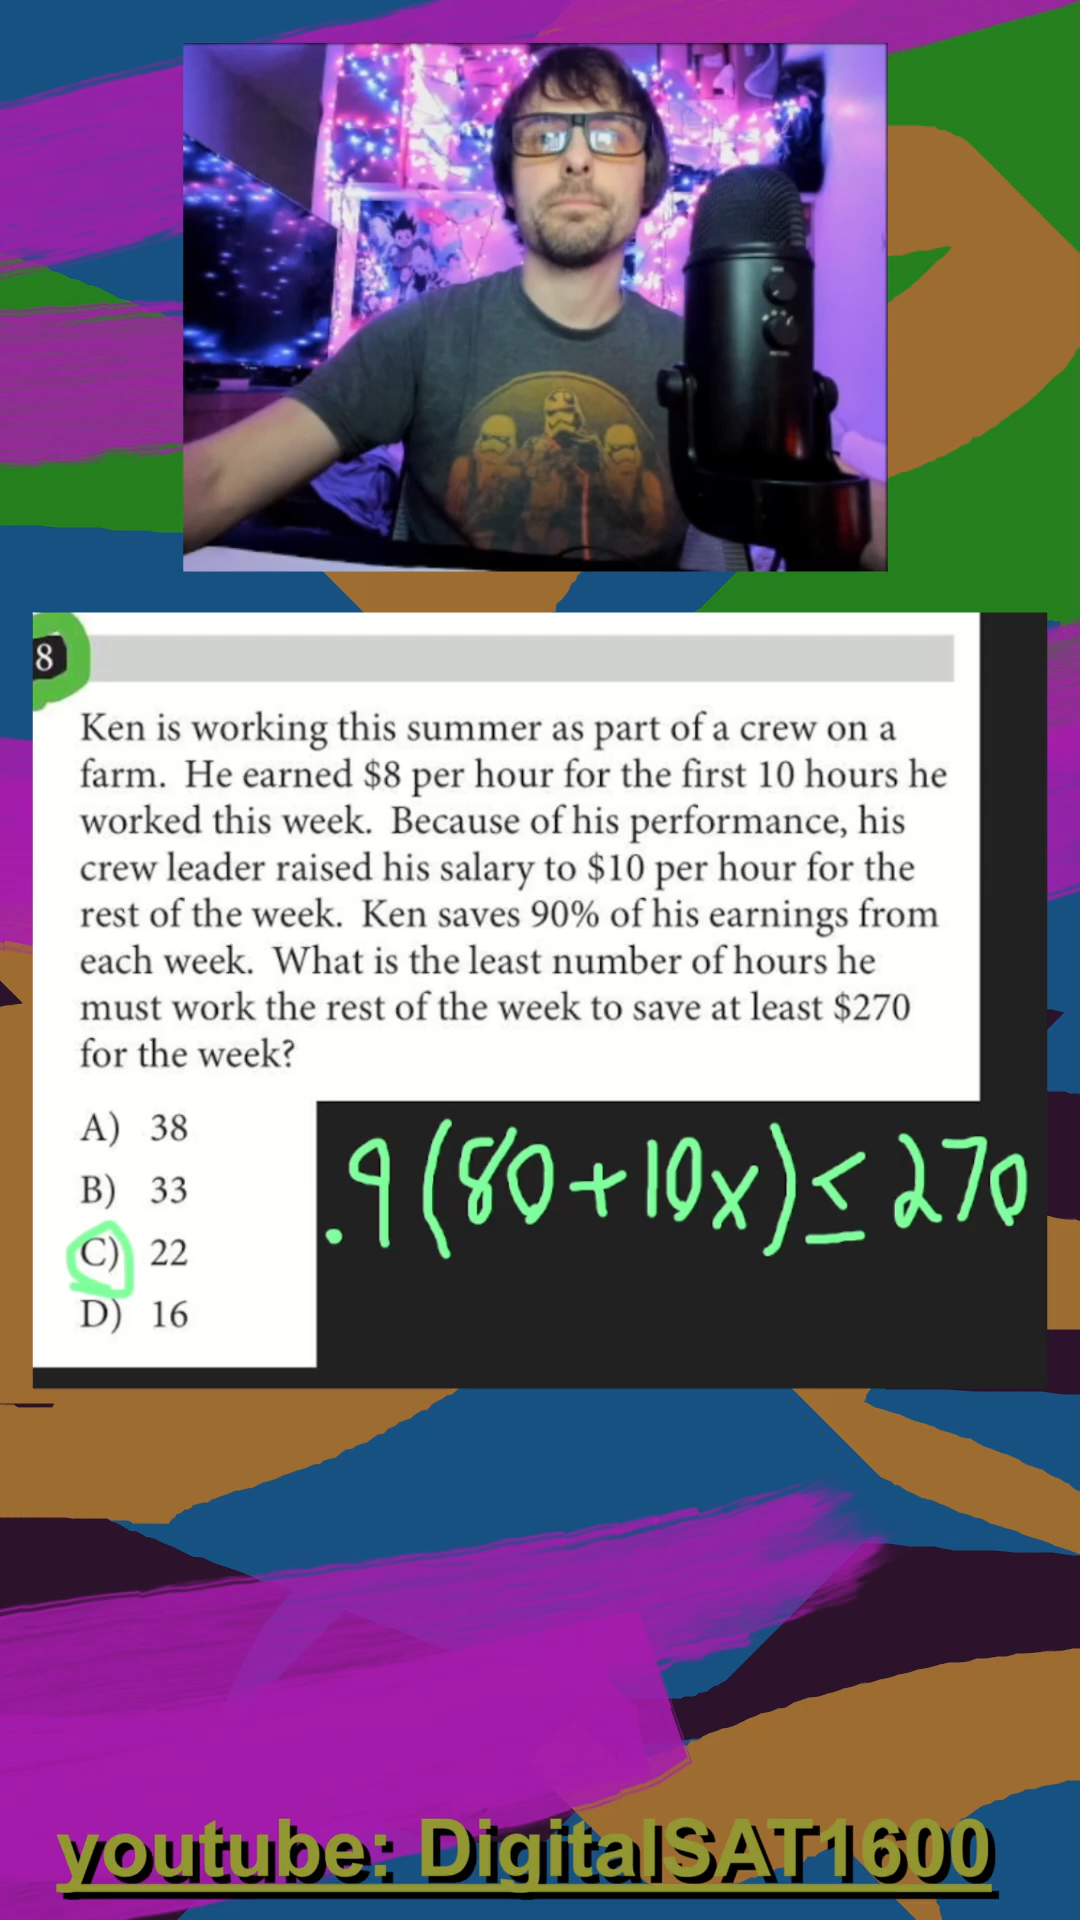 8
Ken is working this summer as part of a crew on a
farm. He earned $8 per hour for the first 10 hours he
worked this week. Because of his performance, his
crew leader raised his salary to $10 per hour for the
rest of the week. Ken saves 90% of his earnings from
each week. What is the least number of hours he
must work the rest of the week to save at least $270
for the week?
A) 38
B) 33
C) 22
D) 16
.9(80+10x)≤270
youtube: DigitalSAT1600